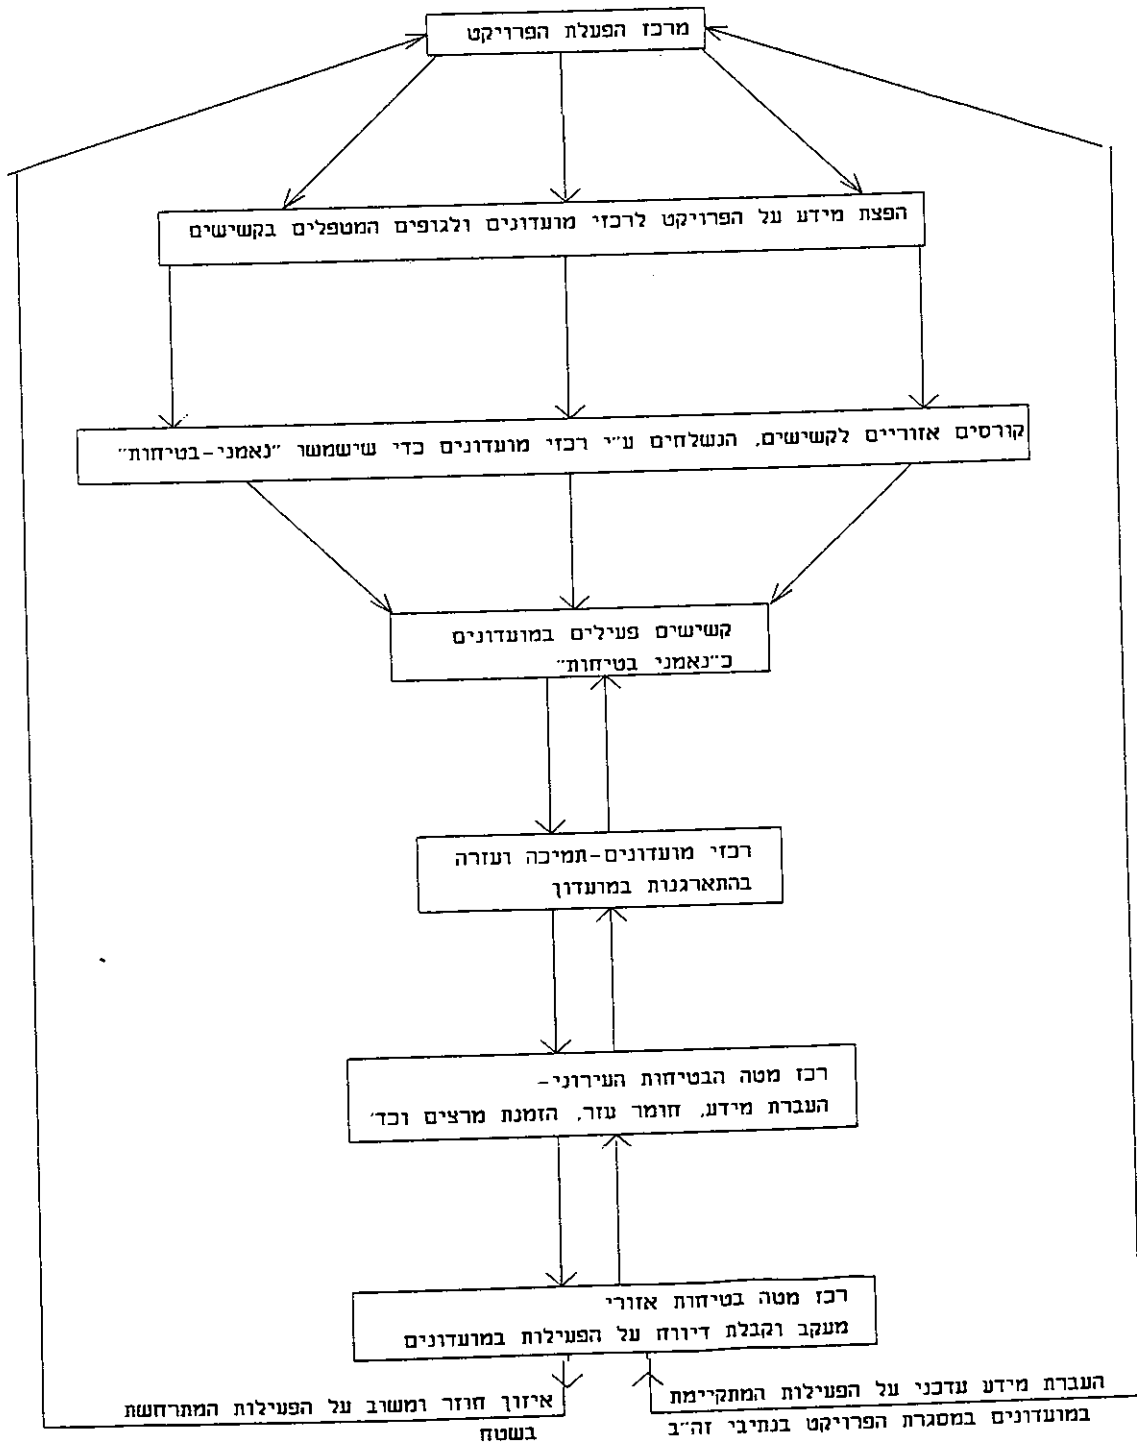 מרכז הפעלת הפרויקט
הפצת מידע על הפרויקט לרכזי מועדונים ולגופים המטפלים בקשישים
קורסים אזוריים לקשישים, הנשלחים ע״י רכזי מועדונים כדי שישמשו ״נאמני-בטיחות״
קשישים פעילים במועדונים
כ״נאמני בטיחות״
רכזי מועדונים-תמיכה ועזרה
בהתארגנות במועדון
רכז מטה הבטיחות העירוני-
העברת מידע, חומר עזר, הזמנת מרצים וכד׳
רכז מטה בטיחות אזורי
מעקב וקבלת דיווח על הפעילות במועדונים
העברת מידע עדכני על הפעילות המתקיימת
במועדונים במסגרת הפרויקט בנתיבי זה״ב
איזון חוזר ומשוב על הפעילות המתרחשת
בשטח